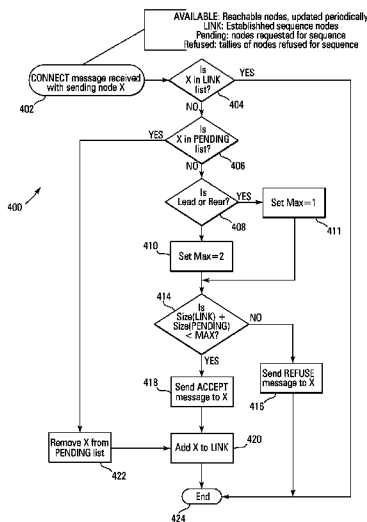 AVAILABLE: Reachable nodes, updated periodically
LINK: Establishhed sequence nodes
Pending: nodes requested for sequence
Refused: tallies of nodes refused for sequence
CONNECT message received
with sending node X
402
Is
X in LINK
list?
404
YES
NO
Is
X in PENDING
list?
406
YES
NO
400
Is
Lead or Rear?
408
YES
Set Max=1
411
410
Set Max=2
414
Is
Size(LINK) +
Size(PENDING)
< MAX?
NO
YES
418
Send ACCEPT
message to X
Send REFUSE
message to X
416
Remove X from
PENDING list
422
Add X to LINK
420
End
424